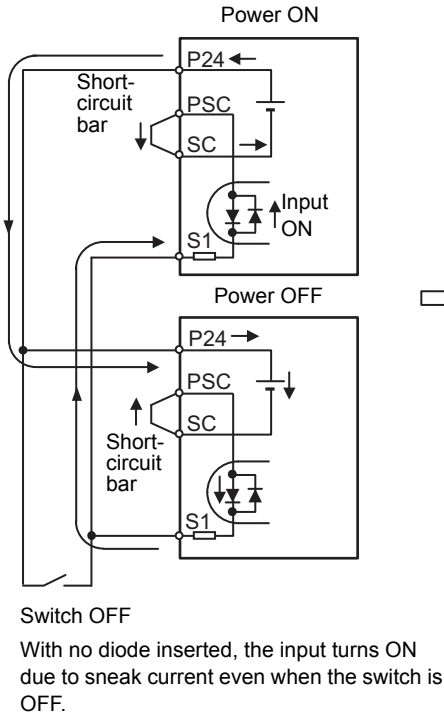 Power ON
P24
Short-
circuit
bar
PSC
SC
Input
ON
S1
Power OFF
P24
PSC
SC
Short-
circuit
bar
S1
Switch OFF
With no diode inserted, the input turns ON
due to sneak current even when the switch is
OFF.